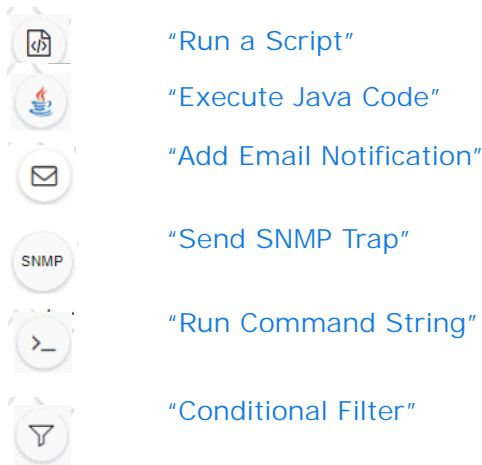 “Run a Script”
“Execute Java Code”
“Add Email Notification”
SNMP
“Send SNMP Trap”
“Run Command String”
“Conditional Filter”